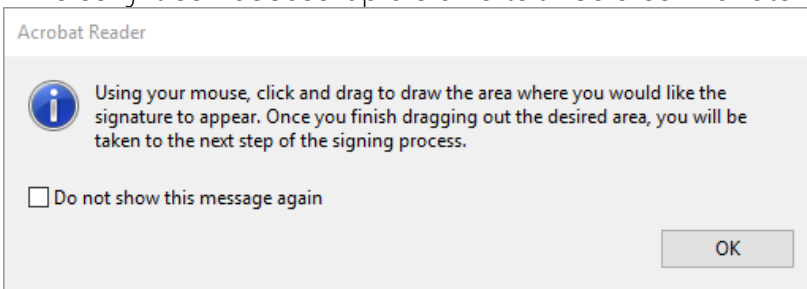 Acrobat Reader
Using your mouse, click and drag to draw the area where you would like the
signature to appear. Once you finish dragging out the desired area, you will be
taken to the next step of the signing process.
Do not show this message again
OK